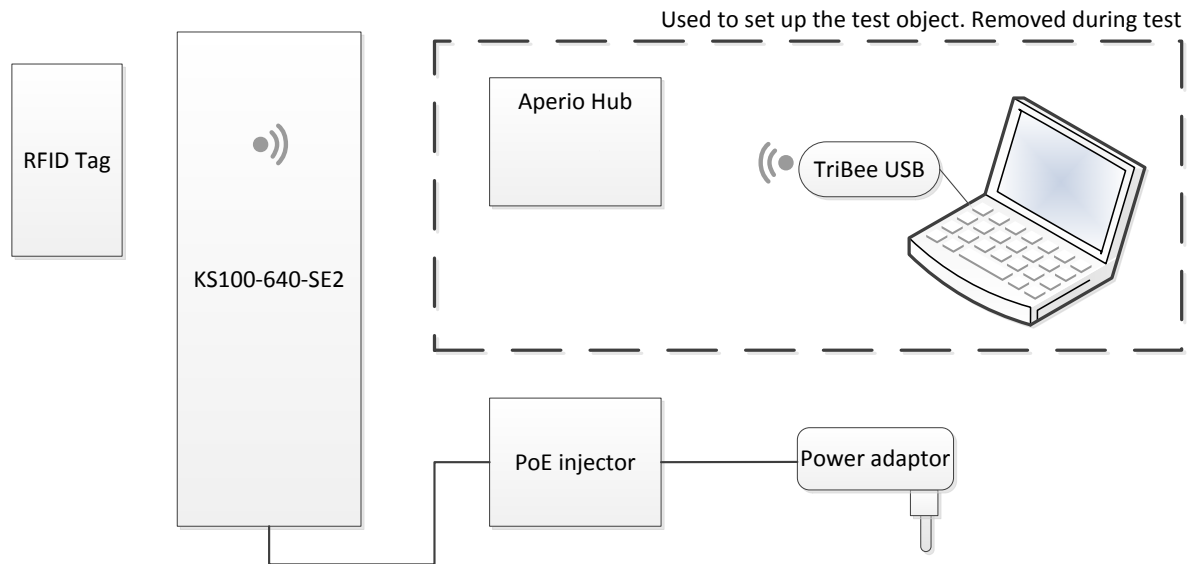 Used to set up the test object. Removed during test
RFID Tag
KS100-640-SE2
Aperio Hub
TriBee USB
PoE injector
Power adaptor